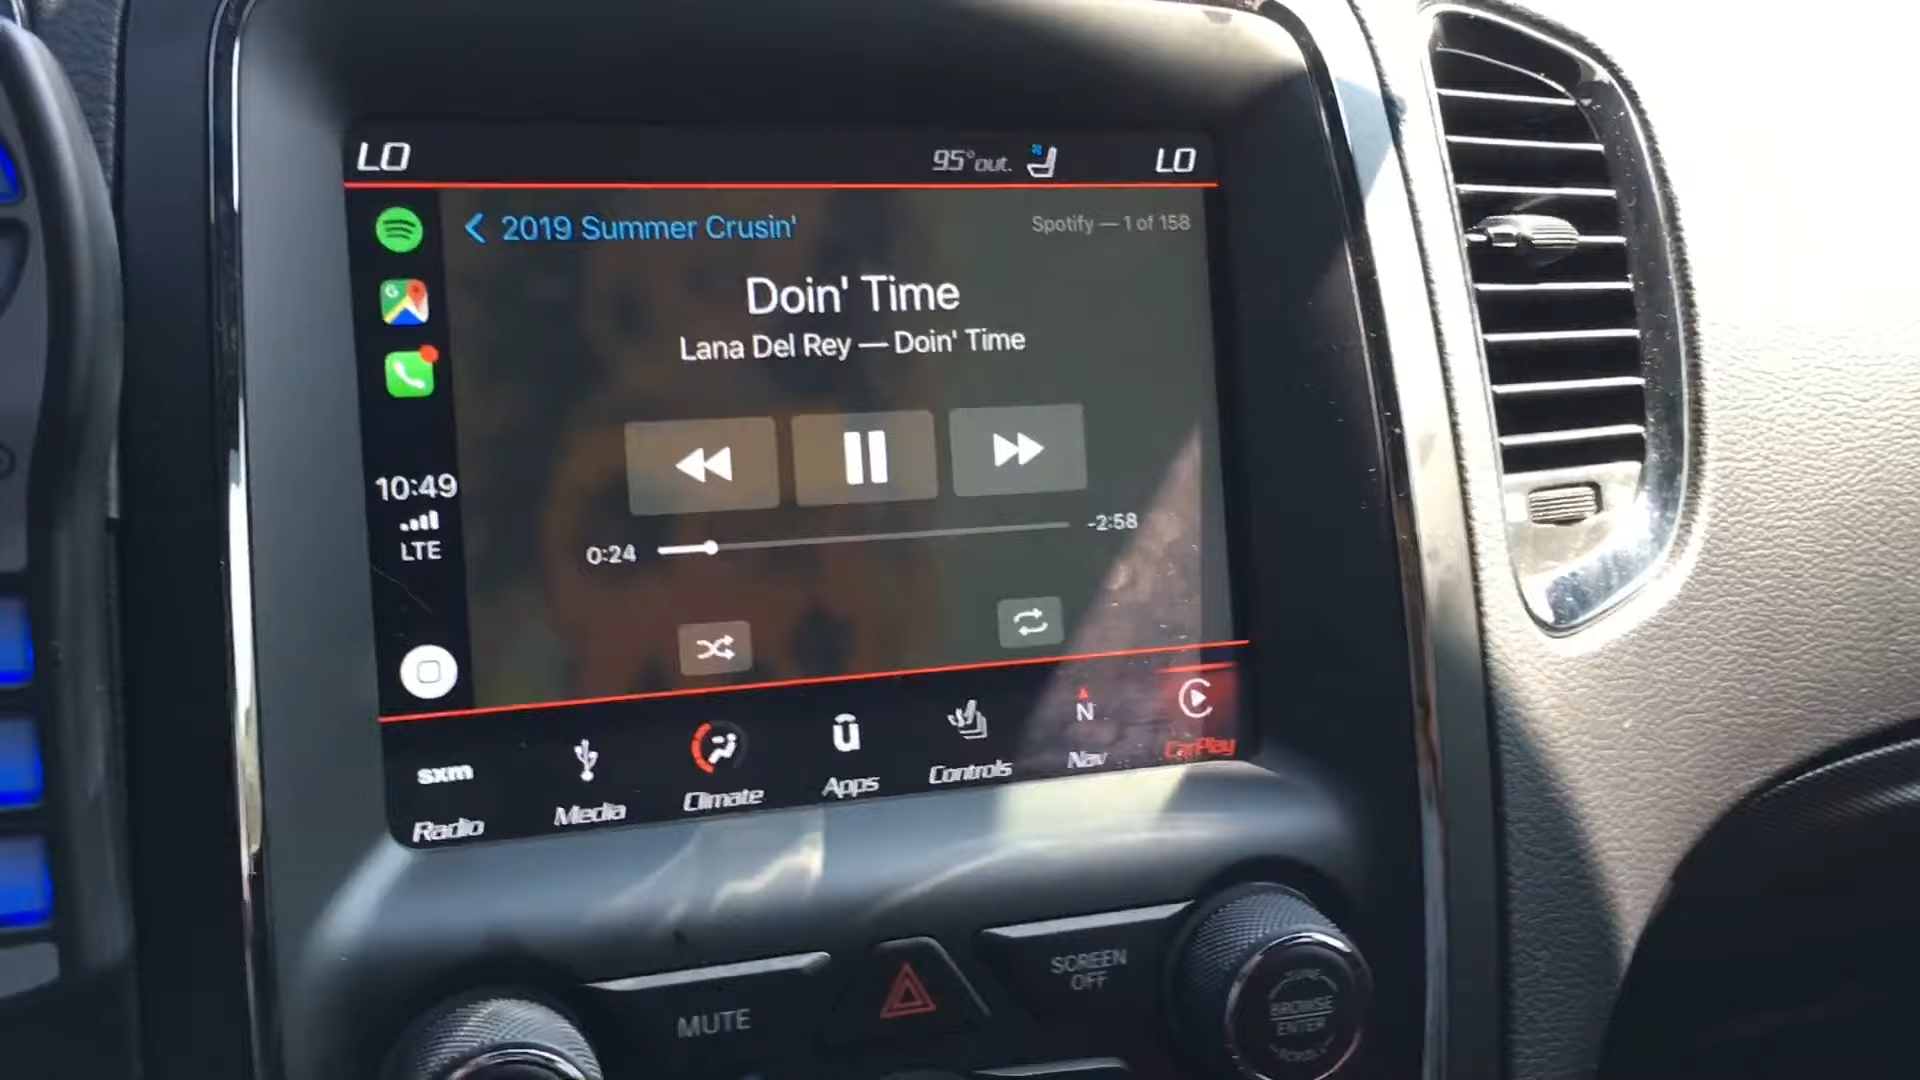 LO
95°out.
LO
2019 Summer Crusin'
Spotify — 1 of 158
Doin' Time
Lana Del Rey — Doin' Time
10:49
LTE
0:24
-2:58
sxm
Radio
Media
Climate
ū
Apps
Controls
N
Nav
CarPlay
MUTE
SCREEN
OFF
TUNE
BROWSE
ENTER
SCROLL